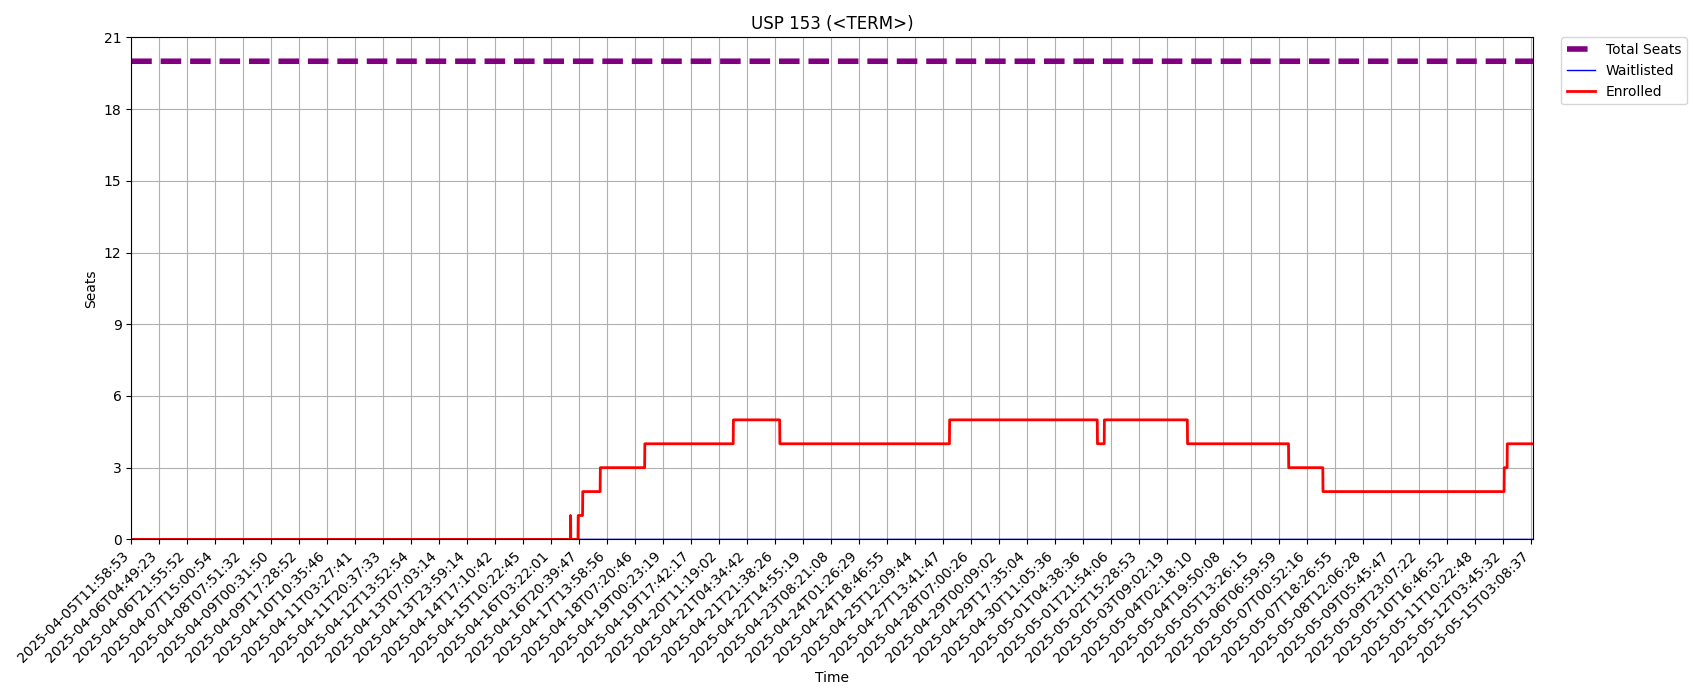 USP 153 (<TERM>)
Total Seats
Waitlisted
Enrolled
Seats
21
18
15
12
9
6
3
0
2025-04-05T11:58:53
2025-04-06T04:49:23
2025-04-06T21:55:52
2025-04-07T15:00:54
2025-04-08T07:51:32
2025-04-09T00:31:50
2025-04-09T17:28:52
2025-04-10T10:35:46
2025-04-11T03:27:41
2025-04-11T20:37:33
2025-04-12T13:52:54
2025-04-13T07:03:14
2025-04-13T23:59:14
2025-04-14T17:10:42
2025-04-15T10:22:45
2025-04-16T03:22:01
2025-04-16T20:39:47
2025-04-17T13:58:56
2025-04-18T07:20:46
2025-04-19T00:23:19
2025-04-19T17:42:17
2025-04-20T11:19:02
2025-04-21T04:34:42
2025-04-21T21:38:26
2025-04-22T14:55:19
2025-04-23T08:21:08
2025-04-24T01:26:29
2025-04-24T18:46:55
2025-04-25T12:09:44
2025-04-27T13:41:47
2025-04-28T07:00:26
2025-04-29T00:09:02
2025-04-29T17:35:04
2025-04-30T11:05:36
2025-05-01T04:38:36
2025-05-01T21:54:06
2025-05-02T15:28:53
2025-05-03T09:02:19
2025-05-04T02:18:10
2025-05-04T19:50:08
2025-05-05T13:26:15
2025-05-06T06:59:59
2025-05-07T00:52:16
2025-05-07T18:26:55
2025-05-08T12:06:28
2025-05-09T05:45:47
2025-05-09T23:07:22
2025-05-10T16:46:52
2025-05-11T10:22:48
2025-05-12T03:45:32
2025-05-15T03:08:37
Time